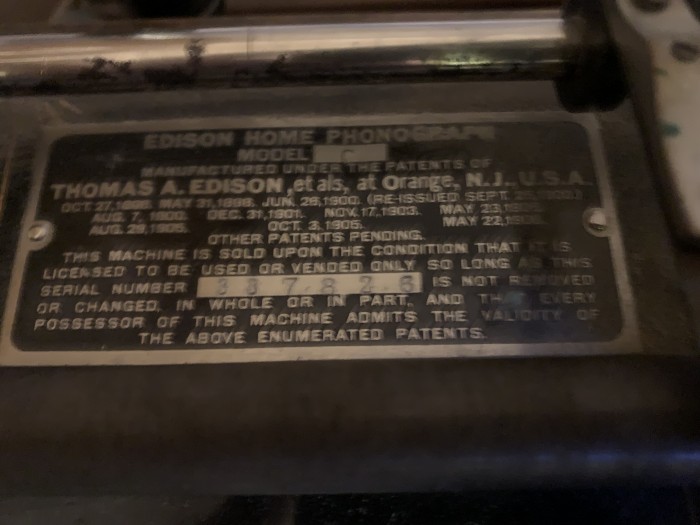 EDISON HOME PHONOGRAPH
MODEL C
MANUFACTURED UNDER THE PATENTS OF
THOMAS A. EDISON, et als, at Orange, N.J., U.S.A.
OCT 27, 1888. MAY 31, 1898. JUN. 26, 1900. (RE-ISSUED SEPT.
AUG. 7, 1900. DEC. 31, 1901. NOV. 17, 1903. MAY
AUG. 29, 1905. OCT. 3, 1905. MAY 22, 1906.
OTHER PATENTS PENDING.
THIS MACHINE IS SOLD UPON THE CONDITION THAT IT IS
LICENSED TO BE USED OR VENDED ONLY SO LONG AS THIS
SERIAL NUMBER 337826 IS NOT REMOVED
OR CHANGED, IN WHOLE OR IN PART, AND THAT EVERY
POSSESSOR OF THIS MACHINE ADMITS THE VALIDITY OF
THE ABOVE ENUMERATED PATENTS.